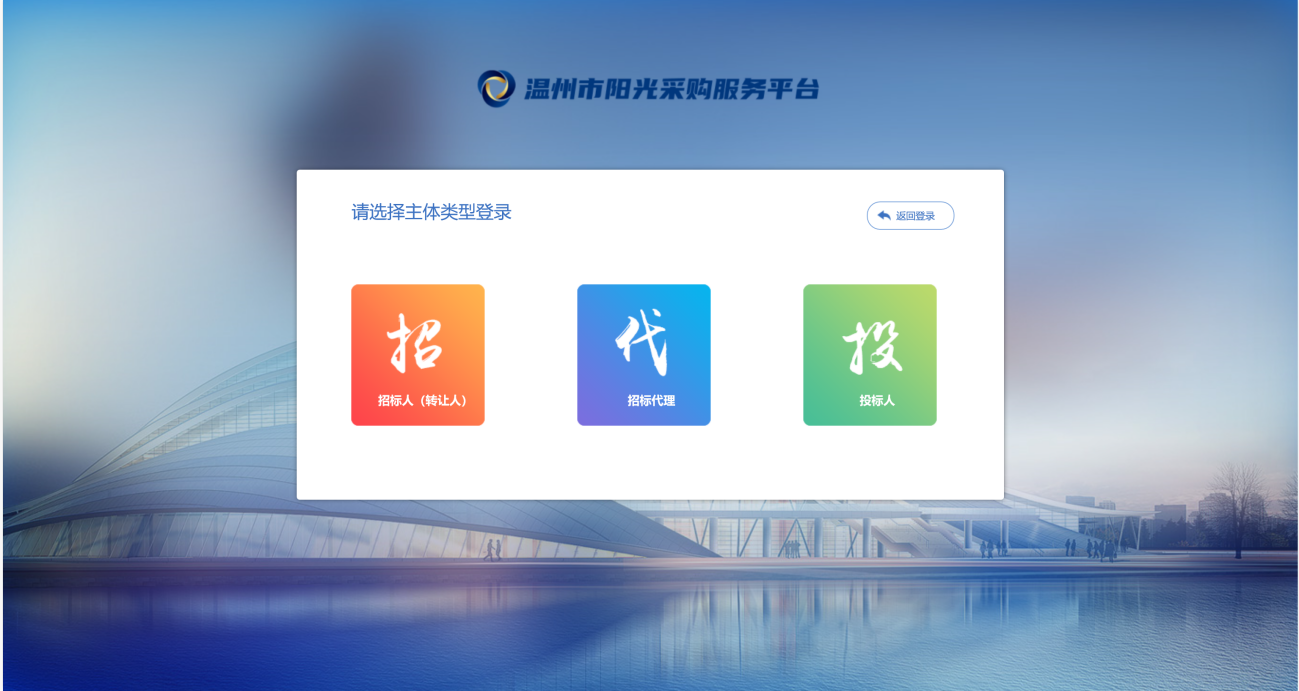 温州市阳光采购服务平台
请选择主体类型登录
返回登录
招
代
投
招标人（转让人）
招标代理
投标人